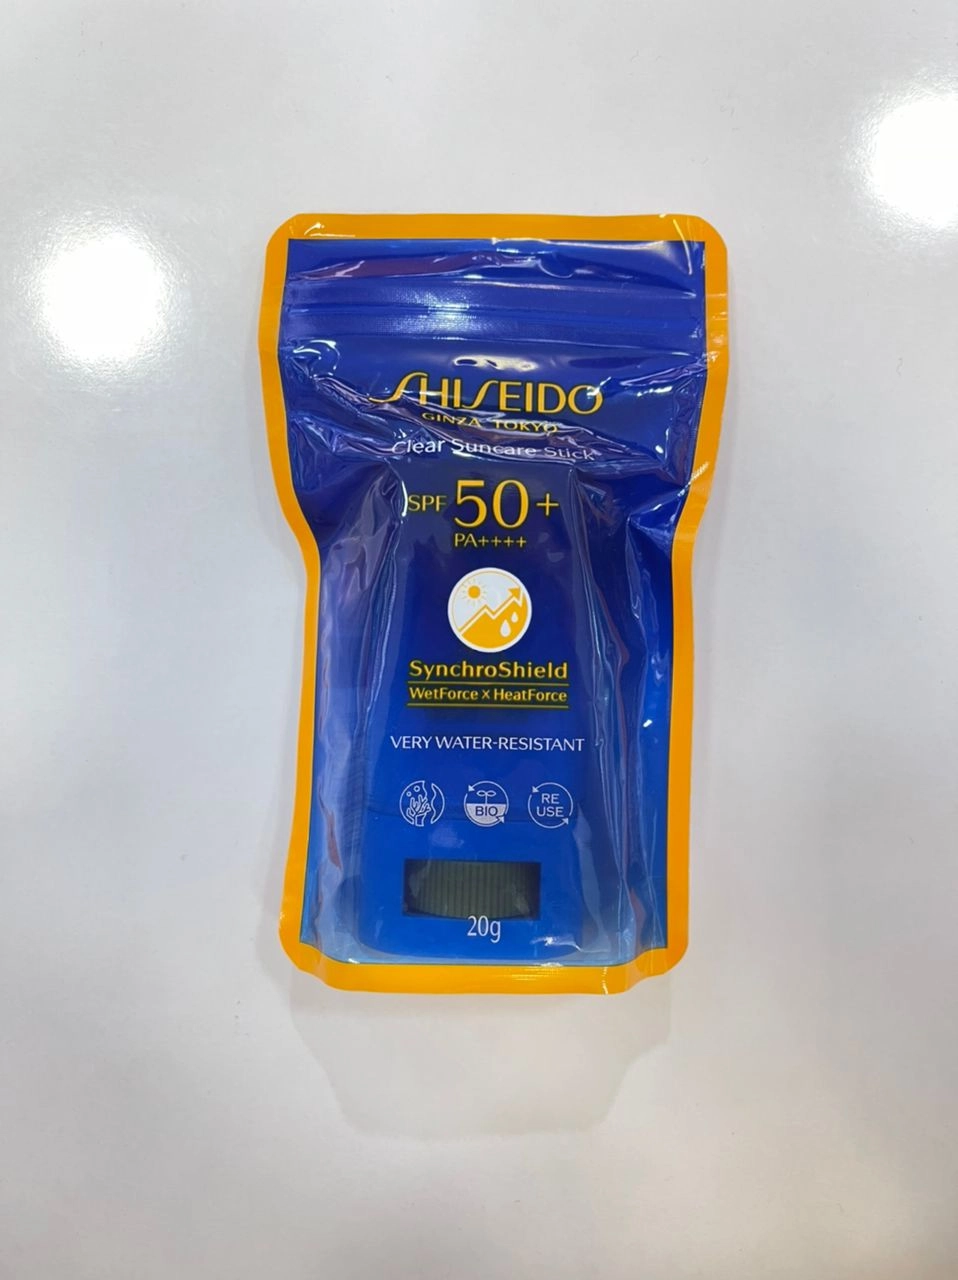 SHISEIDO
GINZA TOKYO
Clear Suncare Stick
SPF 50+
PA++++
SynchroShield
WetForce x HeatForce
VERY WATER-RESISTANT
BIO
RE
USE
20g